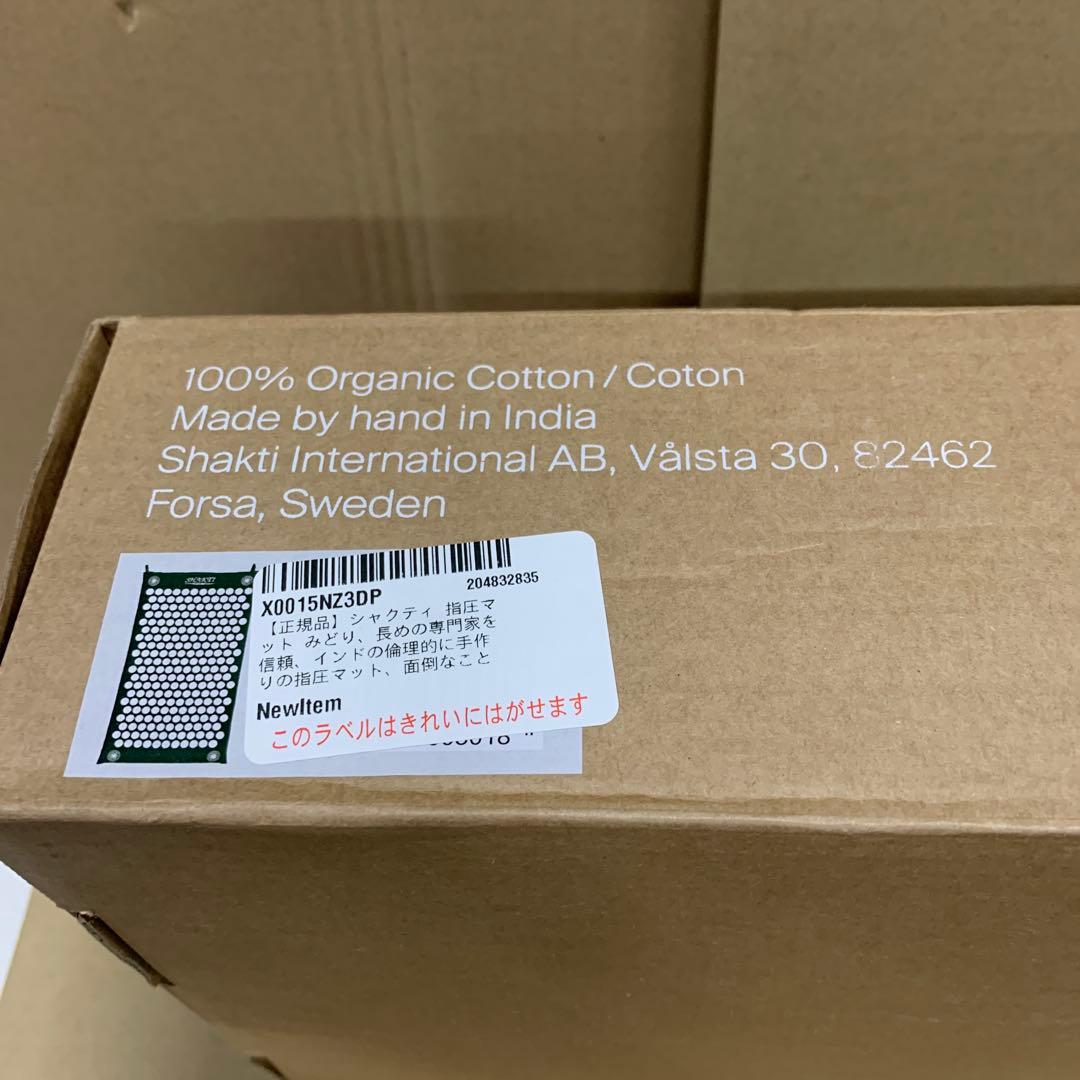 100% Organic Cotton / Coton
Made by hand in India
Shakti International AB, Vålsta 30, 82462
Forsa, Sweden
SHAKTI
204832835
X0015NZ3DP
【正規品】シャクティ 指圧マ
ット みどり、長めの専門家を
信頼、インドの倫理的に手作
りの指圧マット、面倒なこと
NewItem
このラベルはきれいにはがせます